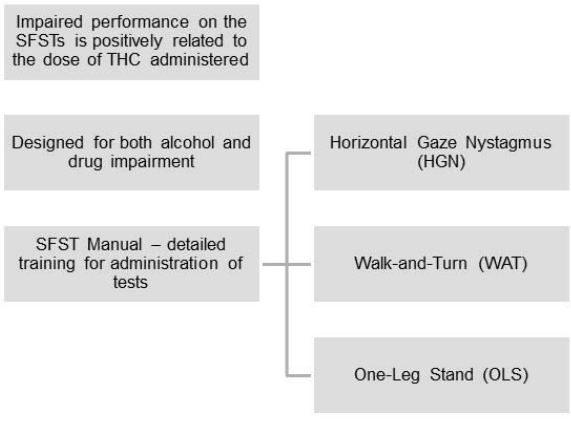 Impaired performance on the
SFSTs is positively related to
the dose of THC administered
Designed for both alcohol and
drug impairment
SFST Manual – detailed
training for administration of
tests
Horizontal Gaze Nystagmus
(HGN)
Walk-and-Turn (WAT)
One-Leg Stand (OLS)